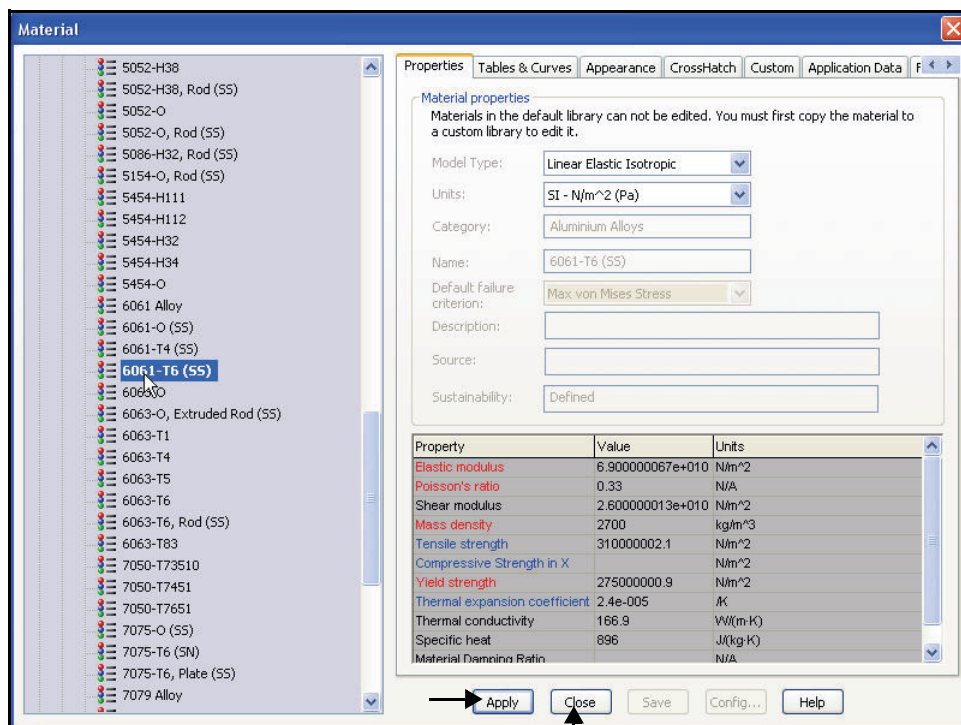 Material
5052-H38
5052-H38, Rod (SS)
5052-O
5052-O, Rod (SS)
5086-H32, Rod (SS)
5154-O, Rod (SS)
5454-H111
5454-H112
5454-H32
5454-H34
5454-O
6061 Alloy
6061-O (SS)
6061-T4 (SS)
6061-T6 (SS)
6063-O, Extruded Rod (SS)
6063-T1
6063-T4
6063-T5
6063-T6
6063-T6, Rod (SS)
6063-T83
7050-T73510
7050-T7451
7050-T7651
7075-O (SS)
7075-T6 (SN)
7075-T6, Plate (SS)
7079 Alloy
Properties Tables & Curves Appearance CrossHatch Custom Application Data
Material properties
Materials in the default library can not be edited. You must first copy the material to
a custom library to edit it.
Model Type: Linear Elastic Isotropic
Units: SI - N/m^2 (Pa)
Category: Aluminium Alloys
Name: 6061-T6 (SS)
Default failure
criterion: Max von Mises Stress
Description:
Source:
Sustainability: Defined
Property Value Units
Elastic modulus 6.900000067e+010 N/m^2
Poisson's ratio 0.33 N/A
Shear modulus 2.600000013e+010 N/m^2
Mass density 2700 kg/m^3
Tensile strength 310000002.1 N/m^2
Compressive Strength in X N/m^2
Yield strength 275000000.9 N/m^2
Thermal expansion coefficient 2.4e-005 /K
Thermal conductivity 166.9 W/(m·K)
Specific heat 896 J/(kg·K)
Material Damping Ratio N/A
Apply Close Save Config... Help